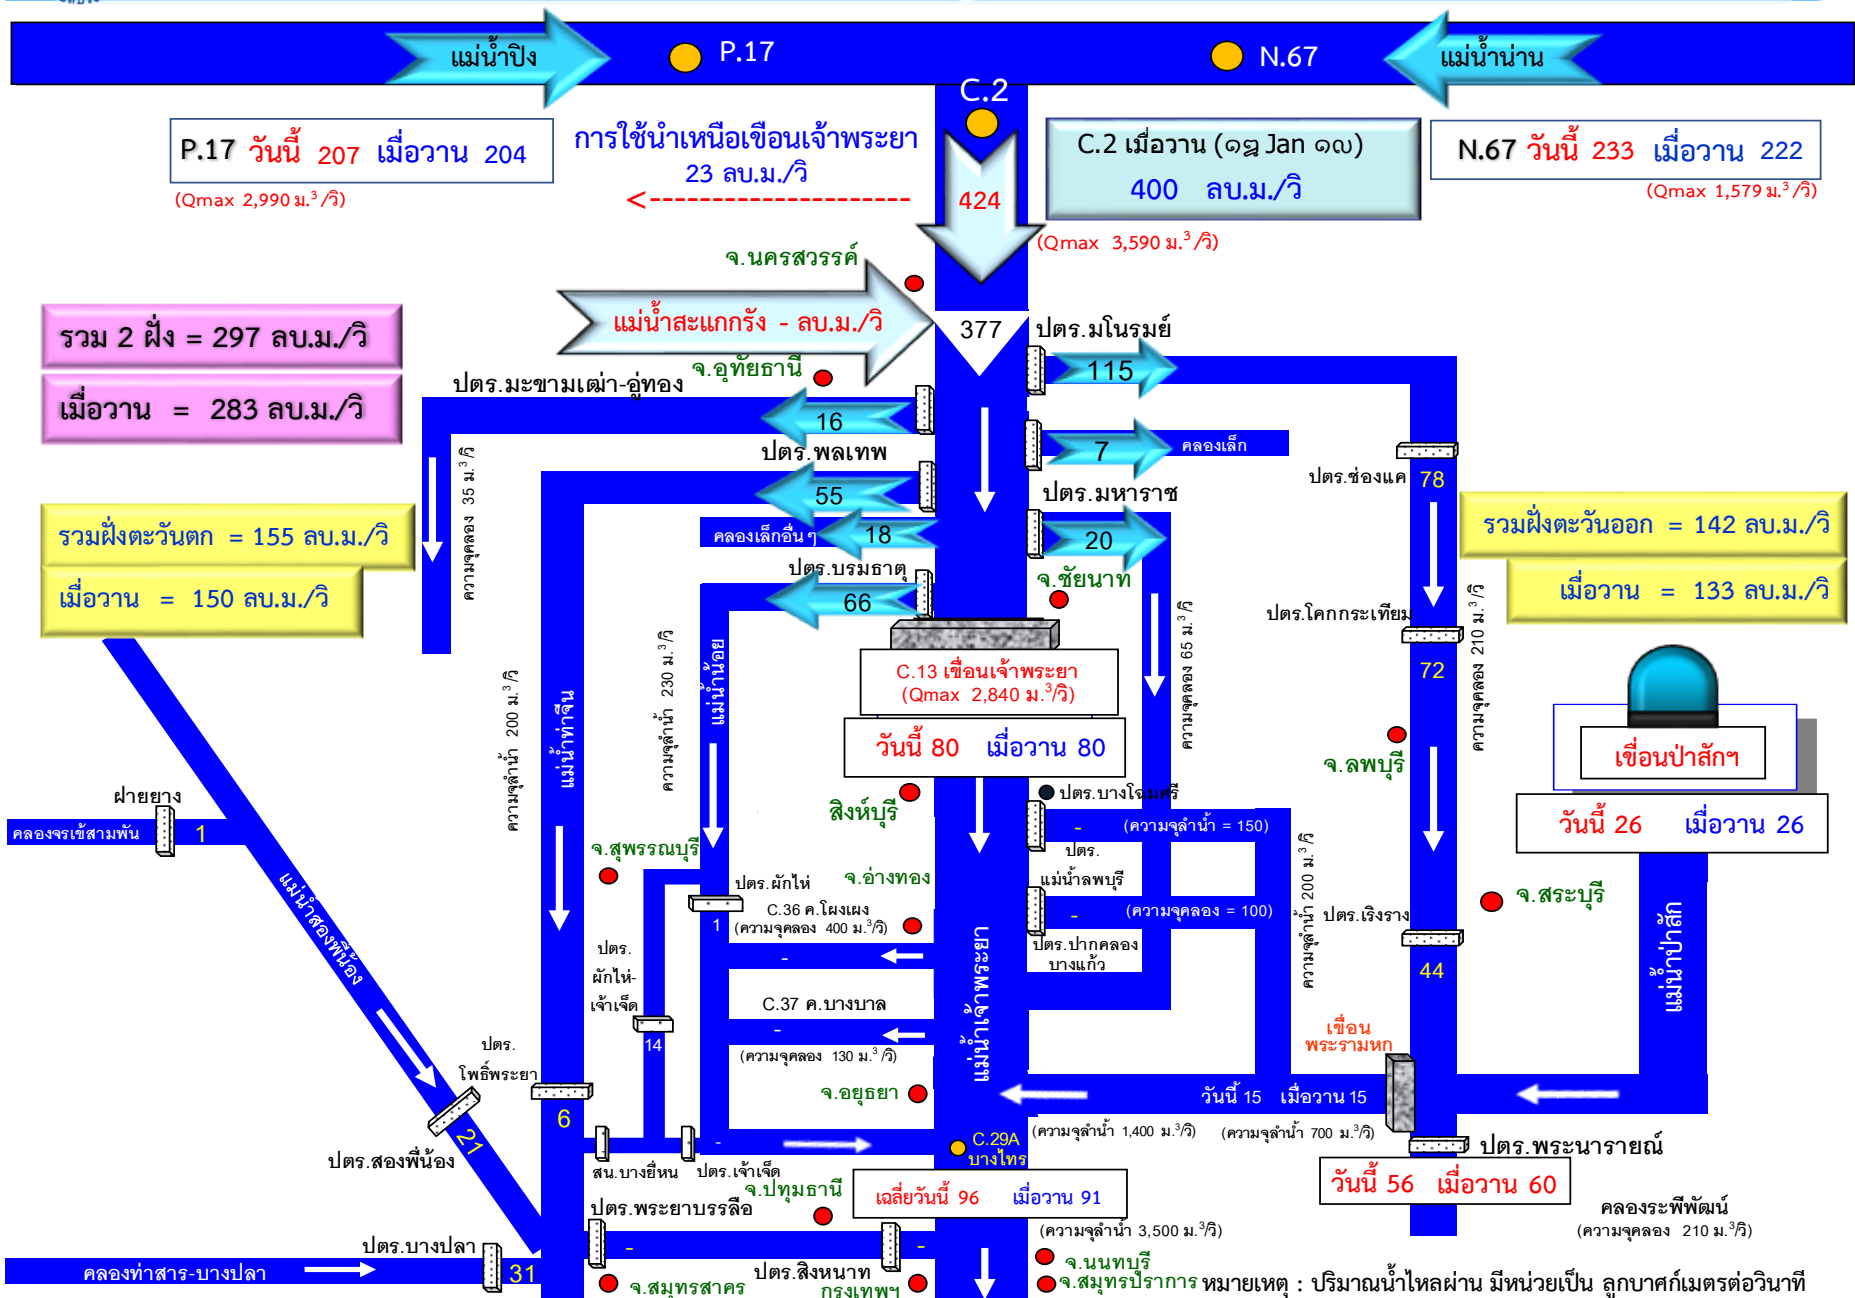 แม่น้ำปิง
P.17
N.67
แม่น้ำน่าน
C.2
P.17 วันนี้ 207 เมื่อวาน 204
(Qmax 2,990 ม.³/วิ)
การใช้น้ำเหนือเขื่อนเจ้าพระยา
23 ลบ.ม./วิ
<----------------------
424
C.2 เมื่อวาน (๑๘ Jan ๑๗)
400 ลบ.ม./วิ
(Qmax 3,590 ม.³/วิ)
N.67 วันนี้ 233 เมื่อวาน 222
(Qmax 1,579 ม.³/วิ)
จ.นครสวรรค์
รวม 2 ฝั่ง = 297 ลบ.ม./วิ
เมื่อวาน = 283 ลบ.ม./วิ
แม่น้ำสะแกกรัง - ลบ.ม./วิ
377
ปตร.มโนรมย์
115
จ.อุทัยธานี
ปตร.มะขามเฒ่า-อู่ทอง
16
7
คลองเล็ก
ปตร.พลเทพ
55
ปตร.มหาราช
ปตร.ช่องแค
78
ความจุคลอง 35 ม.³/วิ
รวมฝั่งตะวันตก = 155 ลบ.ม./วิ
เมื่อวาน = 150 ลบ.ม./วิ
คลองเล็กอื่นๆ
18
20
รวมฝั่งตะวันออก = 142 ลบ.ม./วิ
เมื่อวาน = 133 ลบ.ม./วิ
ปตร.บรมธาตุ
66
จ.ชัยนาท
ปตร.โคกกระเทียม
72
ความจุคลอง 210 ม.³/วิ
ความจุคลอง 65 ม.³/วิ
ความจุลำน้ำ 200 ม.³/วิ
แม่น้ำท่าจีน
ความจุลำน้ำ 230 ม.³/วิ
แม่น้ำน้อย
C.13 เขื่อนเจ้าพระยา
(Qmax 2,840 ม.³/วิ)
วันนี้ 80 เมื่อวาน 80
จ.ลพบุรี
เขื่อนป่าสักฯ
วันนี้ 26 เมื่อวาน 26
ฝายยาง
คลองจรเข้สามพัน
1
สิงห์บุรี
ปตร.บางโฉมศรี
- (ความจุลำน้ำ = 150)
จ.สุพรรณบุรี
ปตร.
แม่น้ำลพบุรี
- (ความจุคลอง = 100)
จ.อ่างทอง
ปตร.ผักไห่
1
C.36 ค.โผงเผง
(ความจุคลอง 400 ม.³/วิ)
-
ความจุลำน้ำ 200 ม.³/วิ
ปตร.เริงราง
44
จ.สระบุรี
แม่น้ำป่าสัก
แม่น้ำสองพี่น้อง
ปตร.
ผักไห่-
เจ้าเจ็ด
14
ปตร.ปากคลอง
บางแก้ว
C.37 ค.บางบาล
-
(ความจุคลอง 130 ม.³/วิ)
แม่น้ำเจ้าพระยา
เขื่อน
พระรามหก
ปตร.
โพธิ์พระยา
6
จ.อยุธยา
วันนี้ 15 เมื่อวาน 15
(ความจุลำน้ำ 1,400 ม.³/วิ)
(ความจุลำน้ำ 700 ม.³/วิ)
21
ปตร.สองพี่น้อง
สน.บางยี่หน
-
ปตร.เจ้าเจ็ด
C.29A
บางไทร
ปตร.พระนารายณ์
วันนี้ 56 เมื่อวาน 60
จ.ปทุมธานี
เฉลี่ยวันนี้ 96 เมื่อวาน 91
(ความจุลำน้ำ 3,500 ม.³/วิ)
คลองระพีพัฒน์
(ความจุคลอง 210 ม.³/วิ)
ปตร.พระยาบรรลือ
-
-
ปตร.บางปลา
คลองท่าสาร-บางปลา
31
จ.สมุทรสาคร
ปตร.สิงหนาท
กรุงเทพฯ
จ.นนทบุรี
จ.สมุทรปราการ
หมายเหตุ : ปริมาณน้ำไหลผ่าน มีหน่วยเป็น ลูกบาศก์เมตรต่อวินาที